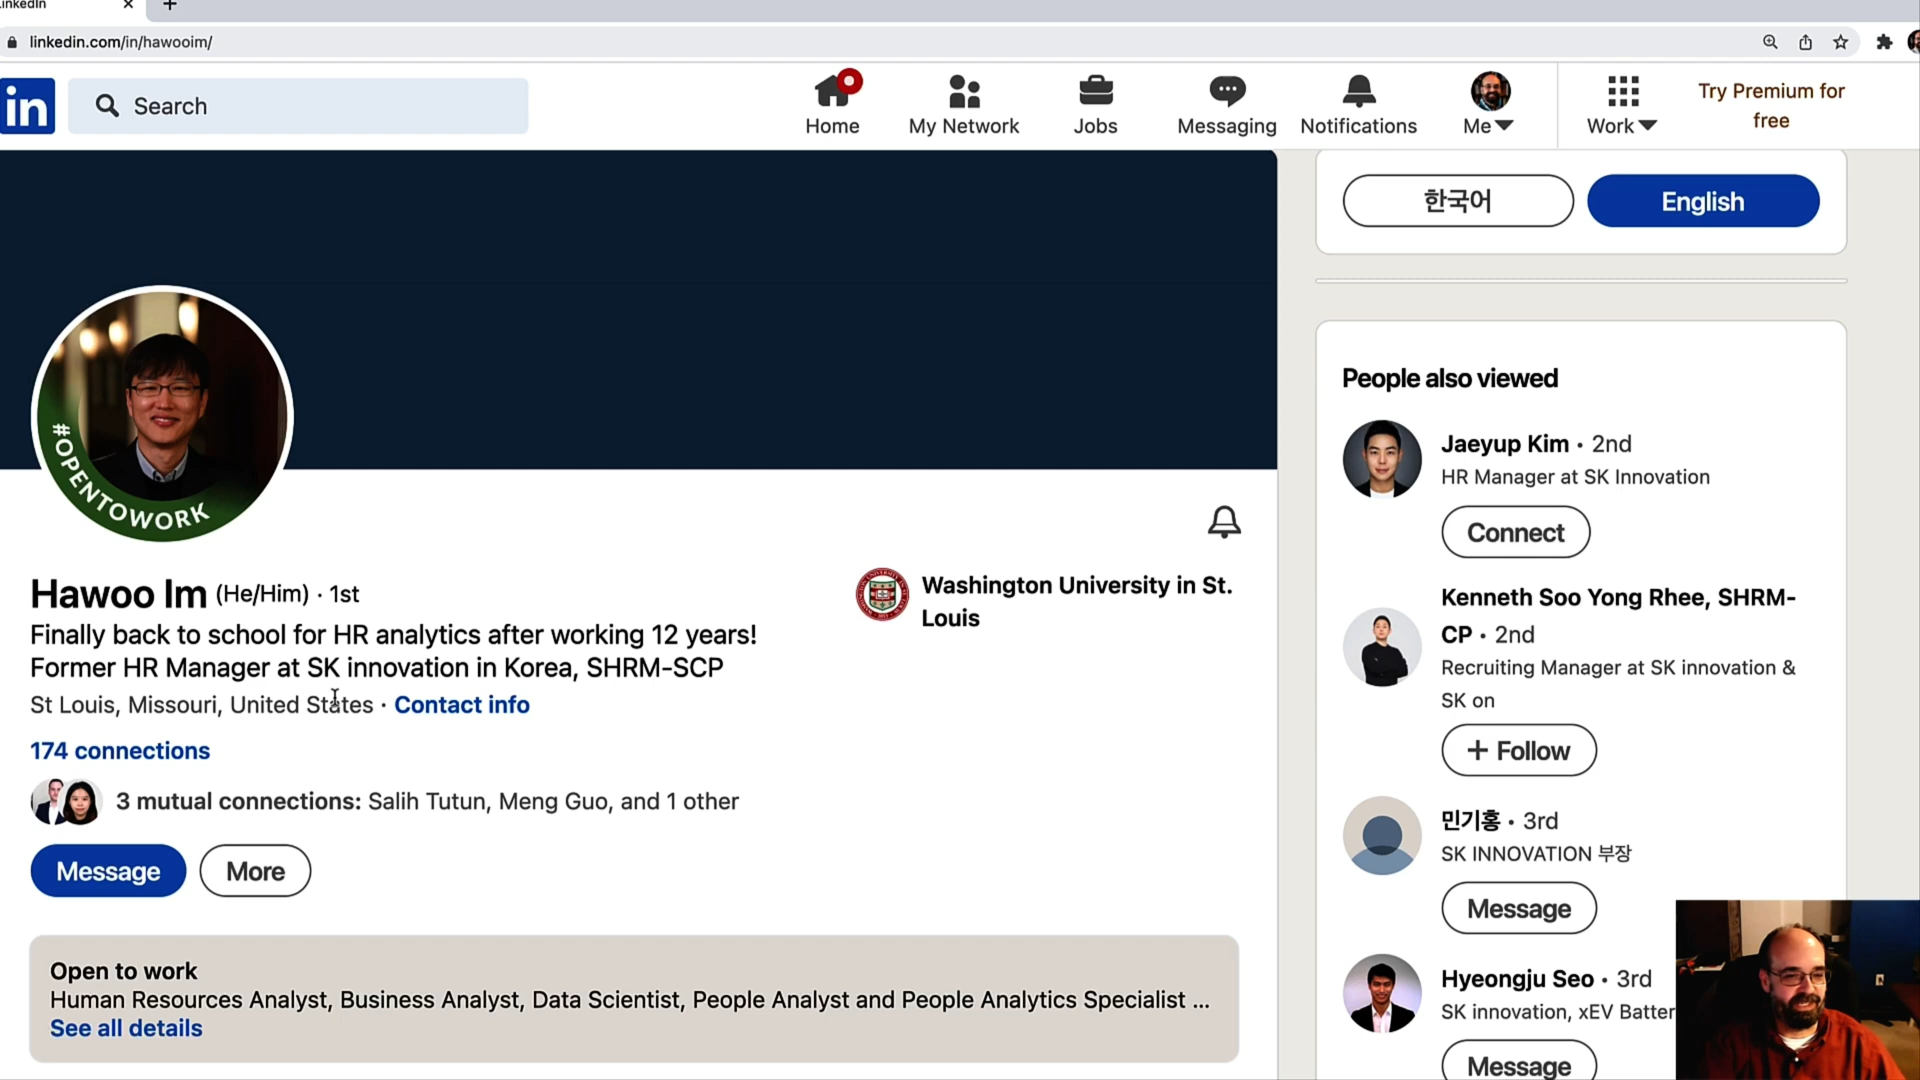 linkedin.com/in/hawooim/
in
Search
Home
My Network
Jobs
Messaging
Notifications
Me
Work
Try Premium for
free
한국어
English
#OPENTOWORK
Hawoo Im (He/Him) · 1st
Finally back to school for HR analytics after working 12 years!
Former HR Manager at SK innovation in Korea, SHRM-SCP
St Louis, Missouri, United States · Contact info
174 connections
3 mutual connections: Salih Tutun, Meng Guo, and 1 other
Message
More
Washington University in St.
Louis
Open to work
Human Resources Analyst, Business Analyst, Data Scientist, People Analyst and People Analytics Specialist ...
See all details
People also viewed
Jaeyup Kim · 2nd
HR Manager at SK Innovation
Connect
Kenneth Soo Yong Rhee, SHRM-
CP · 2nd
Recruiting Manager at SK innovation &
SK on
+ Follow
민기홍 · 3rd
SK INNOVATION 부장
Message
Hyeongju Seo · 3rd
SK innovation, xEV Batter
Message